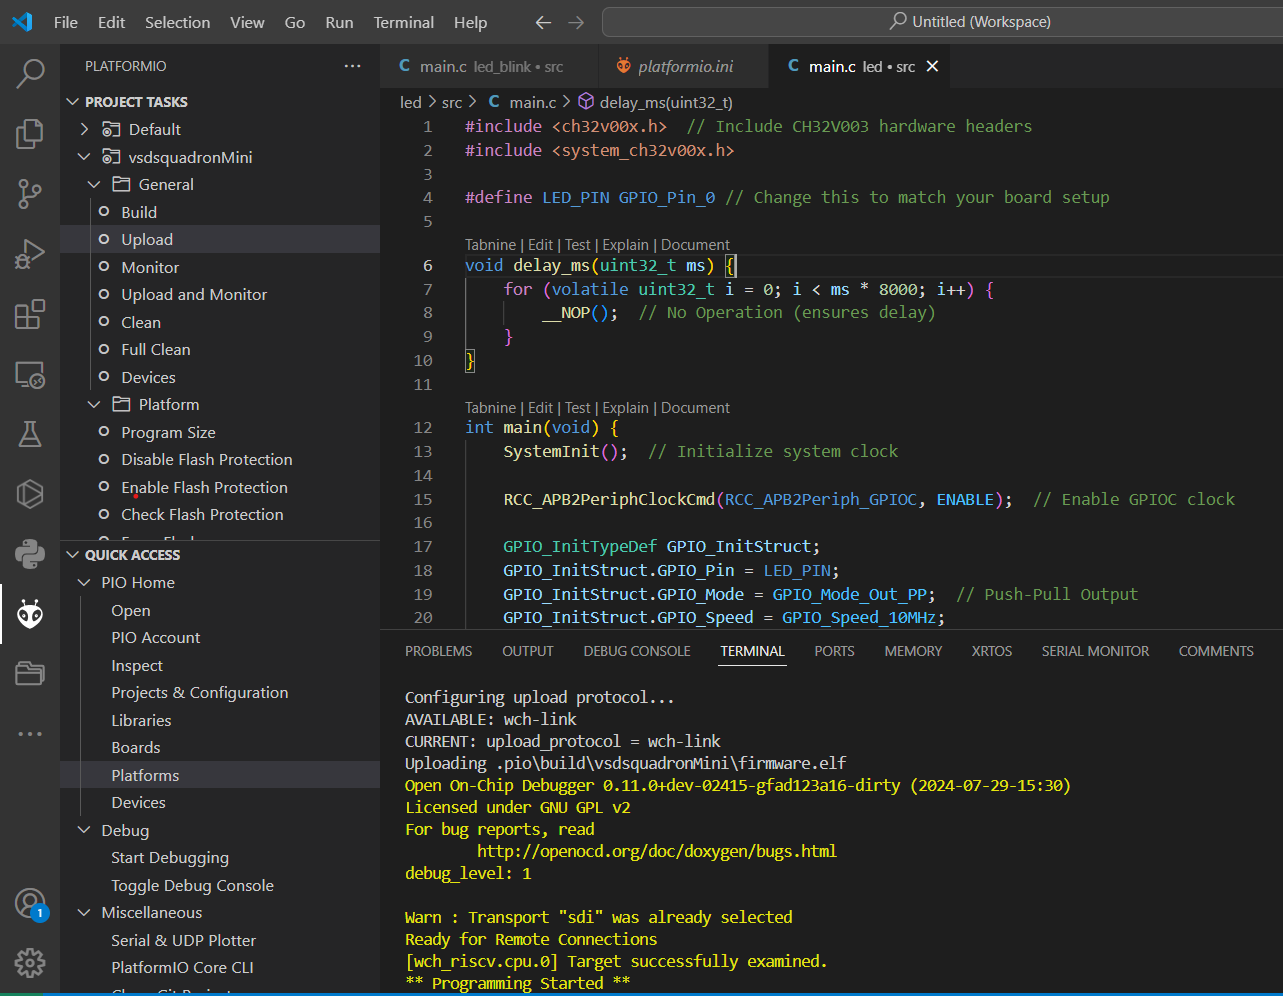 File Edit Selection View Go Run Terminal Help
Untitled (Workspace)
PLATFORMIO
PROJECT TASKS
Default
vsdsquadronMini
General
Build
Upload
Monitor
Upload and Monitor
Clean
Full Clean
Devices
Platform
Program Size
Disable Flash Protection
Enable Flash Protection
Check Flash Protection
QUICK ACCESS
PIO Home
Open
PIO Account
Inspect
Projects & Configuration
Libraries
Boards
Platforms
Devices
Debug
Start Debugging
Toggle Debug Console
Miscellaneous
Serial & UDP Plotter
PlatformIO Core CLI
1
C main.c led_blink • src platformio.ini C main.c led • src
led > src > C main.c > delay_ms(uint32_t)
1 #include <ch32v00x.h>  // Include CH32V003 hardware headers
2 #include <system_ch32v00x.h>
3
4 #define LED_PIN GPIO_Pin_0 // Change this to match your board setup
5
Tabnine | Edit | Test | Explain | Document
6 void delay_ms(uint32_t ms) {
7     for (volatile uint32_t i = 0; i < ms * 8000; i++) {
8         __NOP();  // No Operation (ensures delay)
9     }
10 }
11
Tabnine | Edit | Test | Explain | Document
12 int main(void) {
13     SystemInit();  // Initialize system clock
14
15     RCC_APB2PeriphClockCmd(RCC_APB2Periph_GPIOC, ENABLE);  // Enable GPIOC clock
16
17     GPIO_InitTypeDef GPIO_InitStruct;
18     GPIO_InitStruct.GPIO_Pin = LED_PIN;
19     GPIO_InitStruct.GPIO_Mode = GPIO_Mode_Out_PP;  // Push-Pull Output
20     GPIO_InitStruct.GPIO_Speed = GPIO_Speed_10MHz;
PROBLEMS OUTPUT DEBUG CONSOLE TERMINAL PORTS MEMORY XRTOS SERIAL MONITOR COMMENTS
Configuring upload protocol...
AVAILABLE: wch-link
CURRENT: upload_protocol = wch-link
Uploading .pio\build\vsdsquadronMini\firmware.elf
Open On-Chip Debugger 0.11.0+dev-02415-gfad123a16-dirty (2024-07-29-15:30)
Licensed under GNU GPL v2
For bug reports, read
http://openocd.org/doc/doxygen/bugs.html
debug_level: 1
Warn : Transport "sdi" was already selected
Ready for Remote Connections
[wch_riscv.cpu.0] Target successfully examined.
** Programming Started **